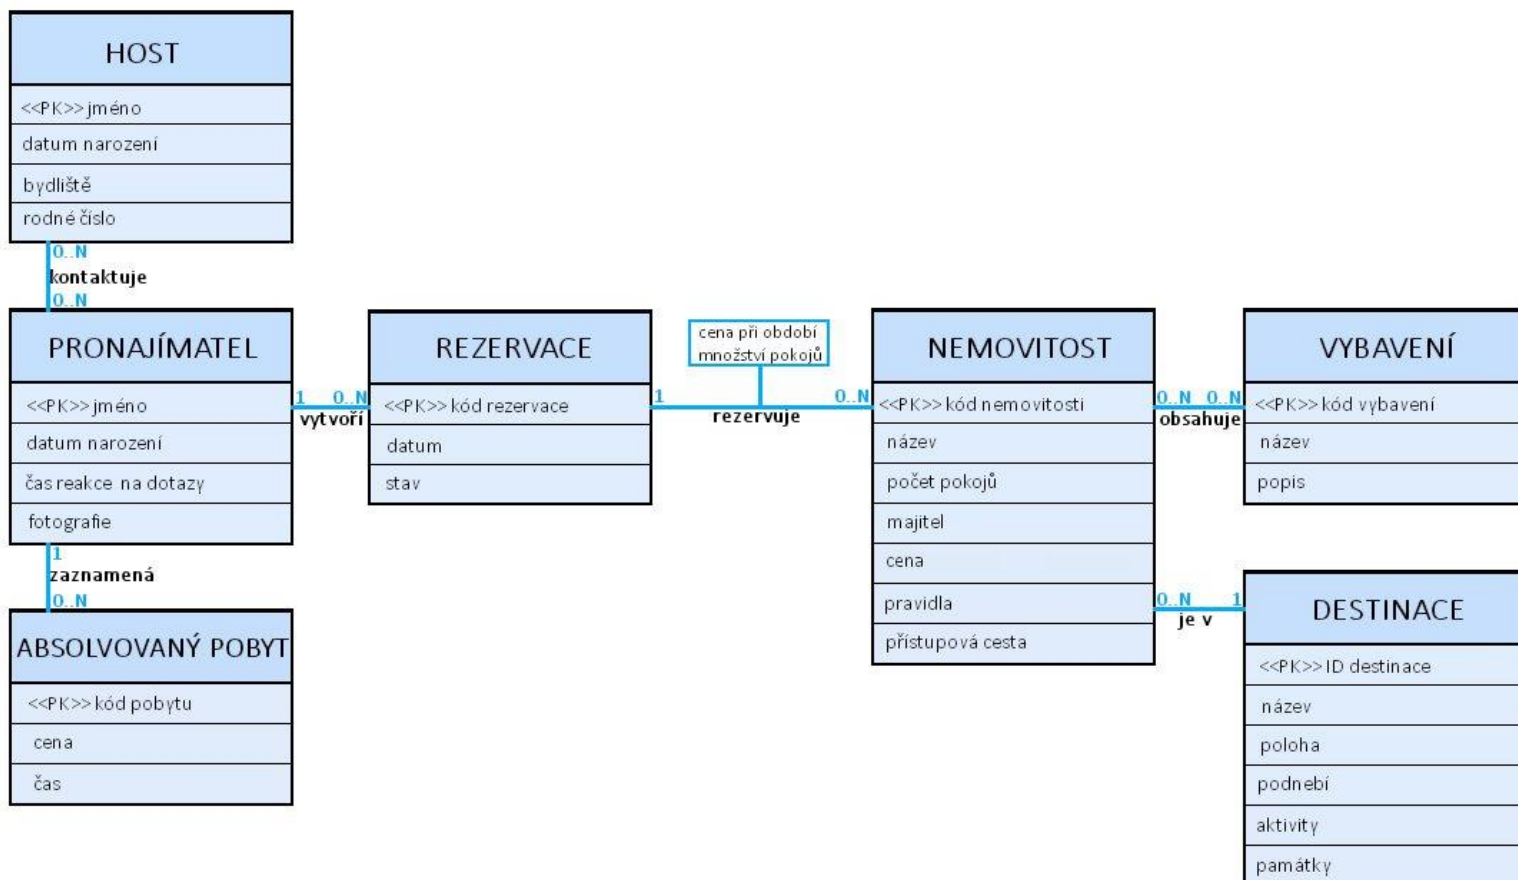 HOST
<<PK>> jméno
datum narození
bydliště
rodné číslo
0..N
kontaktuje
0..N
PRONAJÍMATEL
<<PK>> jméno
datum narození
čas reakce na dotazy
fotografie
1 0..N
vytvoří
REZERVACE
<<PK>> kód rezervace
datum
stav
cena při období
množství pokojů
1 0..N
rezervuje
NEMOVITOST
<<PK>> kód nemovitosti
název
počet pokojů
majitel
cena
pravidla
přístupová cesta
0..N 0..N
obsahuje
VYBAVENÍ
<<PK>> kód vybavení
název
popis
0..N 1
je v
DESTINACE
<<PK>> ID destinace
název
poloha
podnebí
aktivity
památky
1
zaznamená
0..N
ABSOLVOVANÝ POBYT
<<PK>> kód pobytu
cena
čas